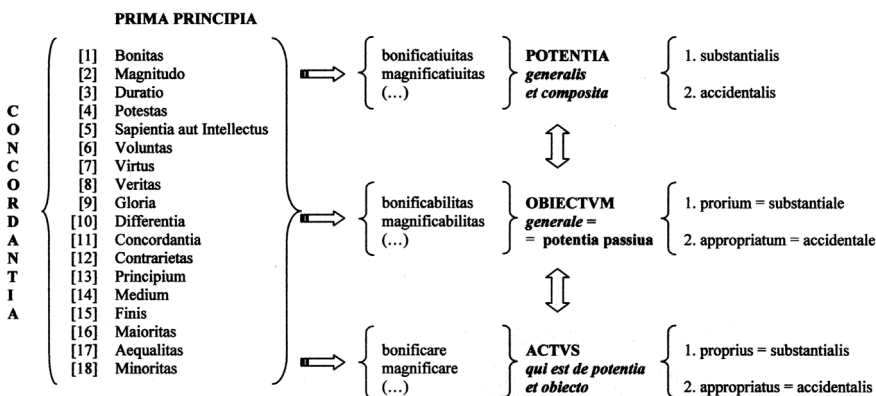 PRIMA PRINCIPIA
CONCORDANTIA
[1] Bonitas
[2] Magnitudo
[3] Duratio
[4] Potestas
[5] Sapientia aut Intellectus
[6] Voluntas
[7] Virtus
[8] Veritas
[9] Gloria
[10] Differentia
[11] Concordantia
[12] Contrarietas
[13] Principium
[14] Medium
[15] Finis
[16] Maioritas
[17] Aequalitas
[18] Minoritas
bonificatiuitas
magnificatiuitas
(...)
POTENTIA
generalis
et composita
1. substantialis
2. accidentalis
bonificabilitas
magnificabilitas
(...)
OBIECTVM
generale =
= potentia passiua
1. prorium = substantiale
2. appropriatum = accidentale
bonificare
magnificare
(...)
ACTVS
qui est de potentia
et obiecto
1. proprius = substantialis
2. appropriatus = accidentalis